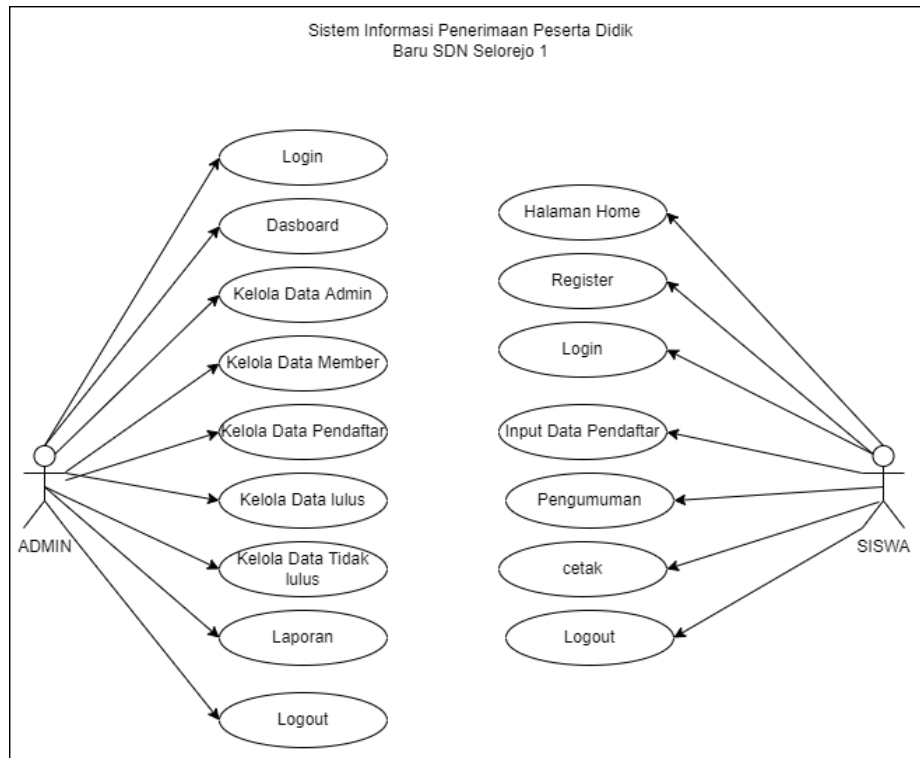 Sistem Informasi Penerimaan Peserta Didik
Baru SDN Selorejo 1
Login
Dasboard
Kelola Data Admin
Kelola Data Member
Kelola Data Pendaftar
Kelola Data lulus
Kelola Data Tidak
lulus
Laporan
Logout
ADMIN
Halaman Home
Register
Login
Input Data Pendaftar
Pengumuman
cetak
Logout
SISWA